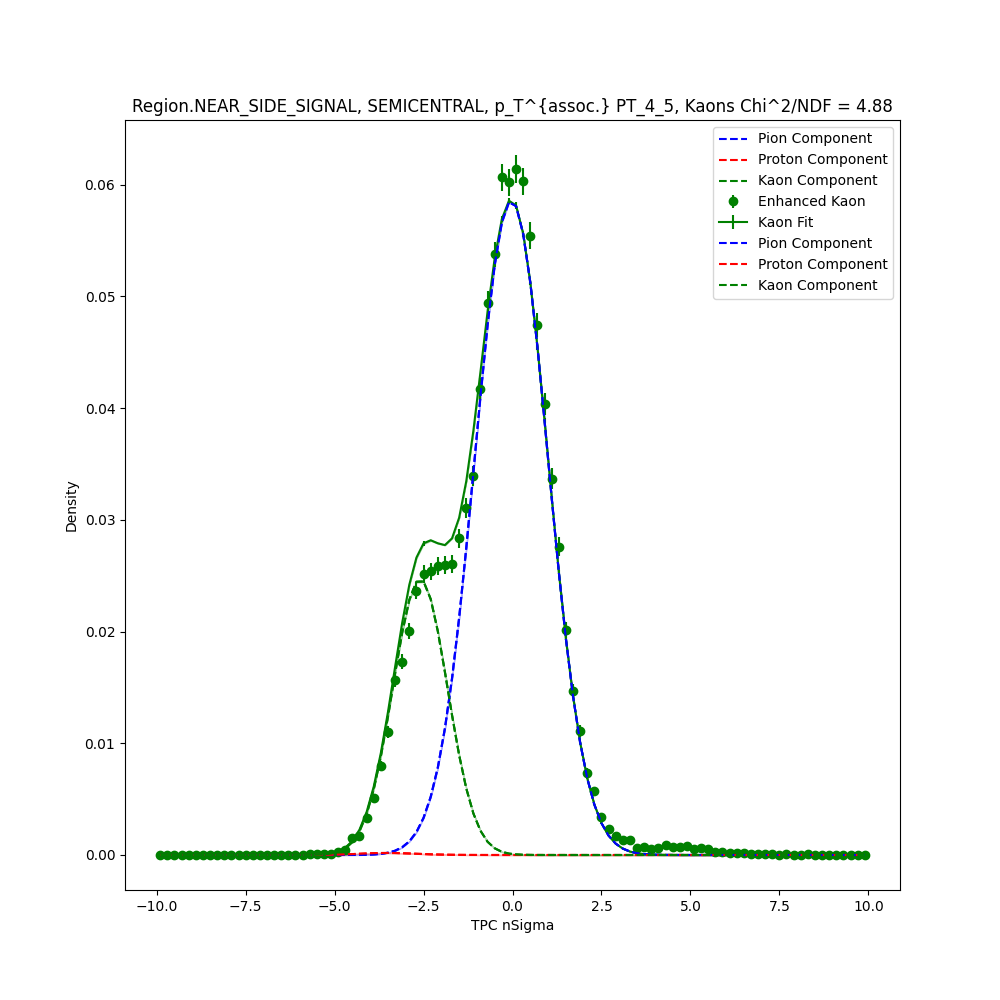 Region.NEAR_SIDE_SIGNAL, SEMICENTRAL, p_T^{assoc.} PT_4_5, Kaons Chi^2/NDF = 4.88
Pion Component
Proton Component
Kaon Component
Enhanced Kaon
Kaon Fit
Pion Component
Proton Component
Kaon Component
Density
0.06
0.05
0.04
0.03
0.02
0.01
0.00
−10.0 −7.5 −5.0 −2.5 0.0 2.5 5.0 7.5 10.0
TPC nSigma